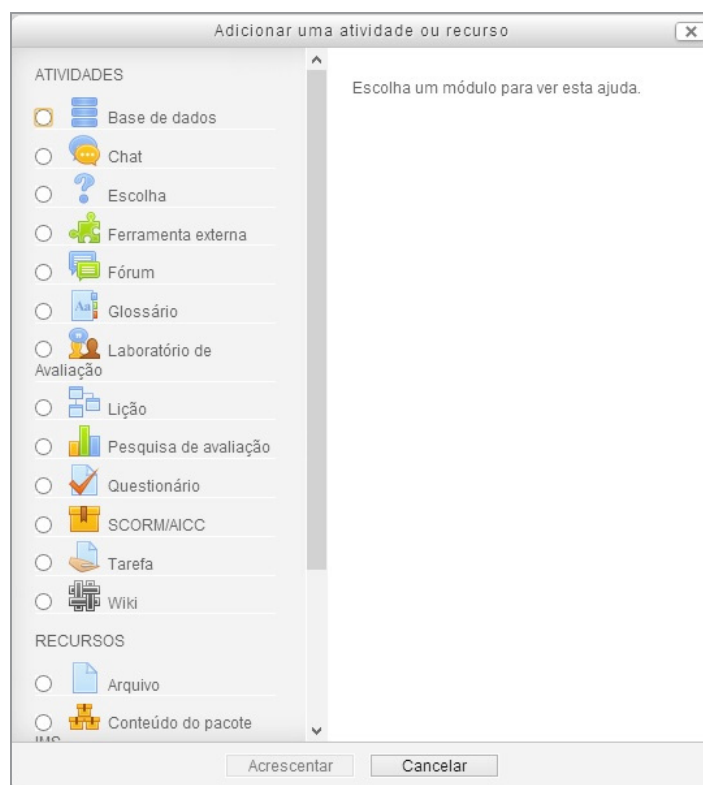 Adicionar uma atividade ou recurso
ATIVIDADES
Base de dados
Chat
Escolha
Ferramenta externa
Fórum
Aa
Glossário
Laboratório de
Avaliação
Lição
Pesquisa de avaliação
Questionário
SCORM/AICC
Tarefa
Wiki
RECURSOS
Arquivo
Conteúdo do pacote
IMS
Escolha um módulo para ver esta ajuda.
Acrescentar
Cancelar